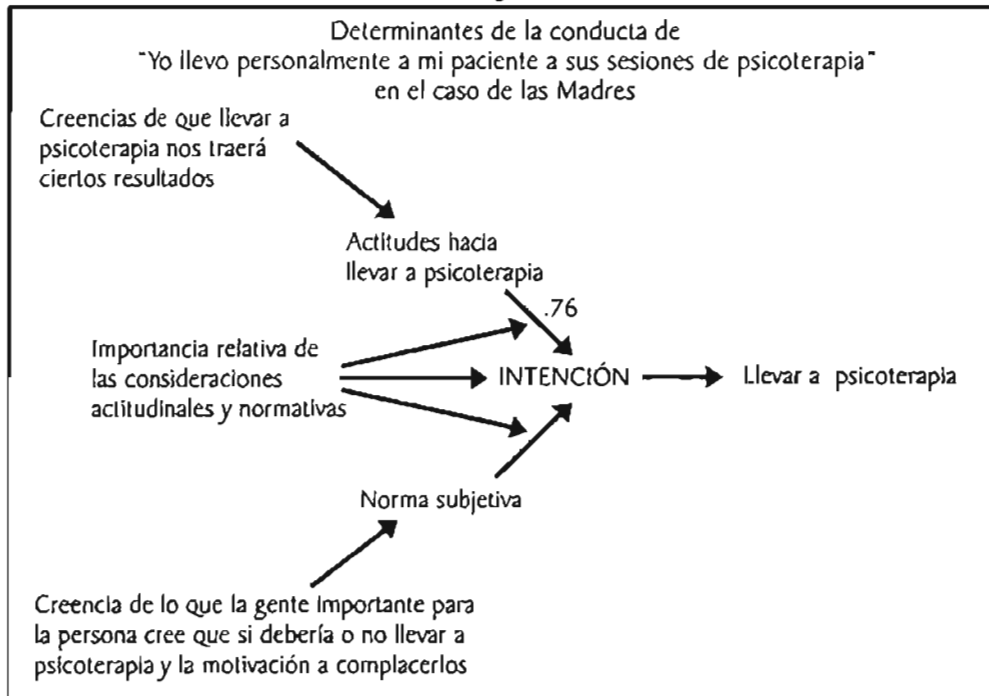 Determinantes de la conducta de
"Yo llevo personalmente a mi paciente a sus sesiones de psicoterapia"
en el caso de las Madres
Creencias de que llevar a
psicoterapia nos traerá
ciertos resultados
Actitudes hacia
llevar a psicoterapia
.76
Importancia relativa de
las consideraciones
actitudinales y normativas
INTENCIÓN
Llevar a psicoterapia
Norma subjetiva
Creencia de lo que la gente importante para
la persona cree que si debería o no llevar a
psicoterapia y la motivación a complacerlos